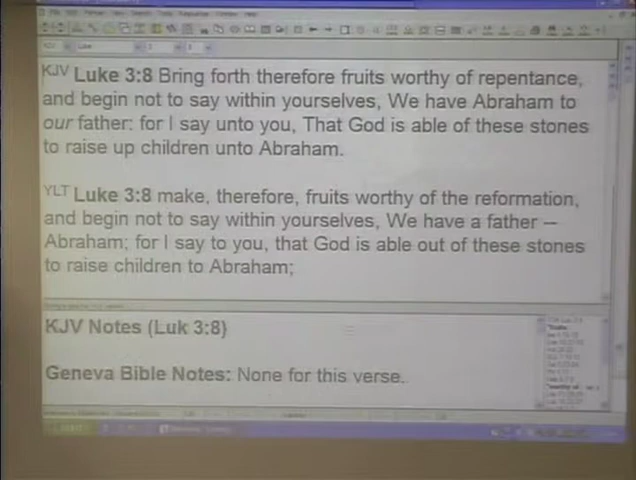 KJV Luke 3:8 Bring forth therefore fruits worthy of repentance,
and begin not to say within yourselves, We have Abraham to
our father: for I say unto you, That God is able of these stones
to raise up children unto Abraham.
YLT Luke 3:8 make, therefore, fruits worthy of the reformation,
and begin not to say within yourselves, We have a father --
Abraham; for I say to you, that God is able out of these stones
to raise children to Abraham;
KJV Notes (Luk 3:8)
Geneva Bible Notes: None for this verse.